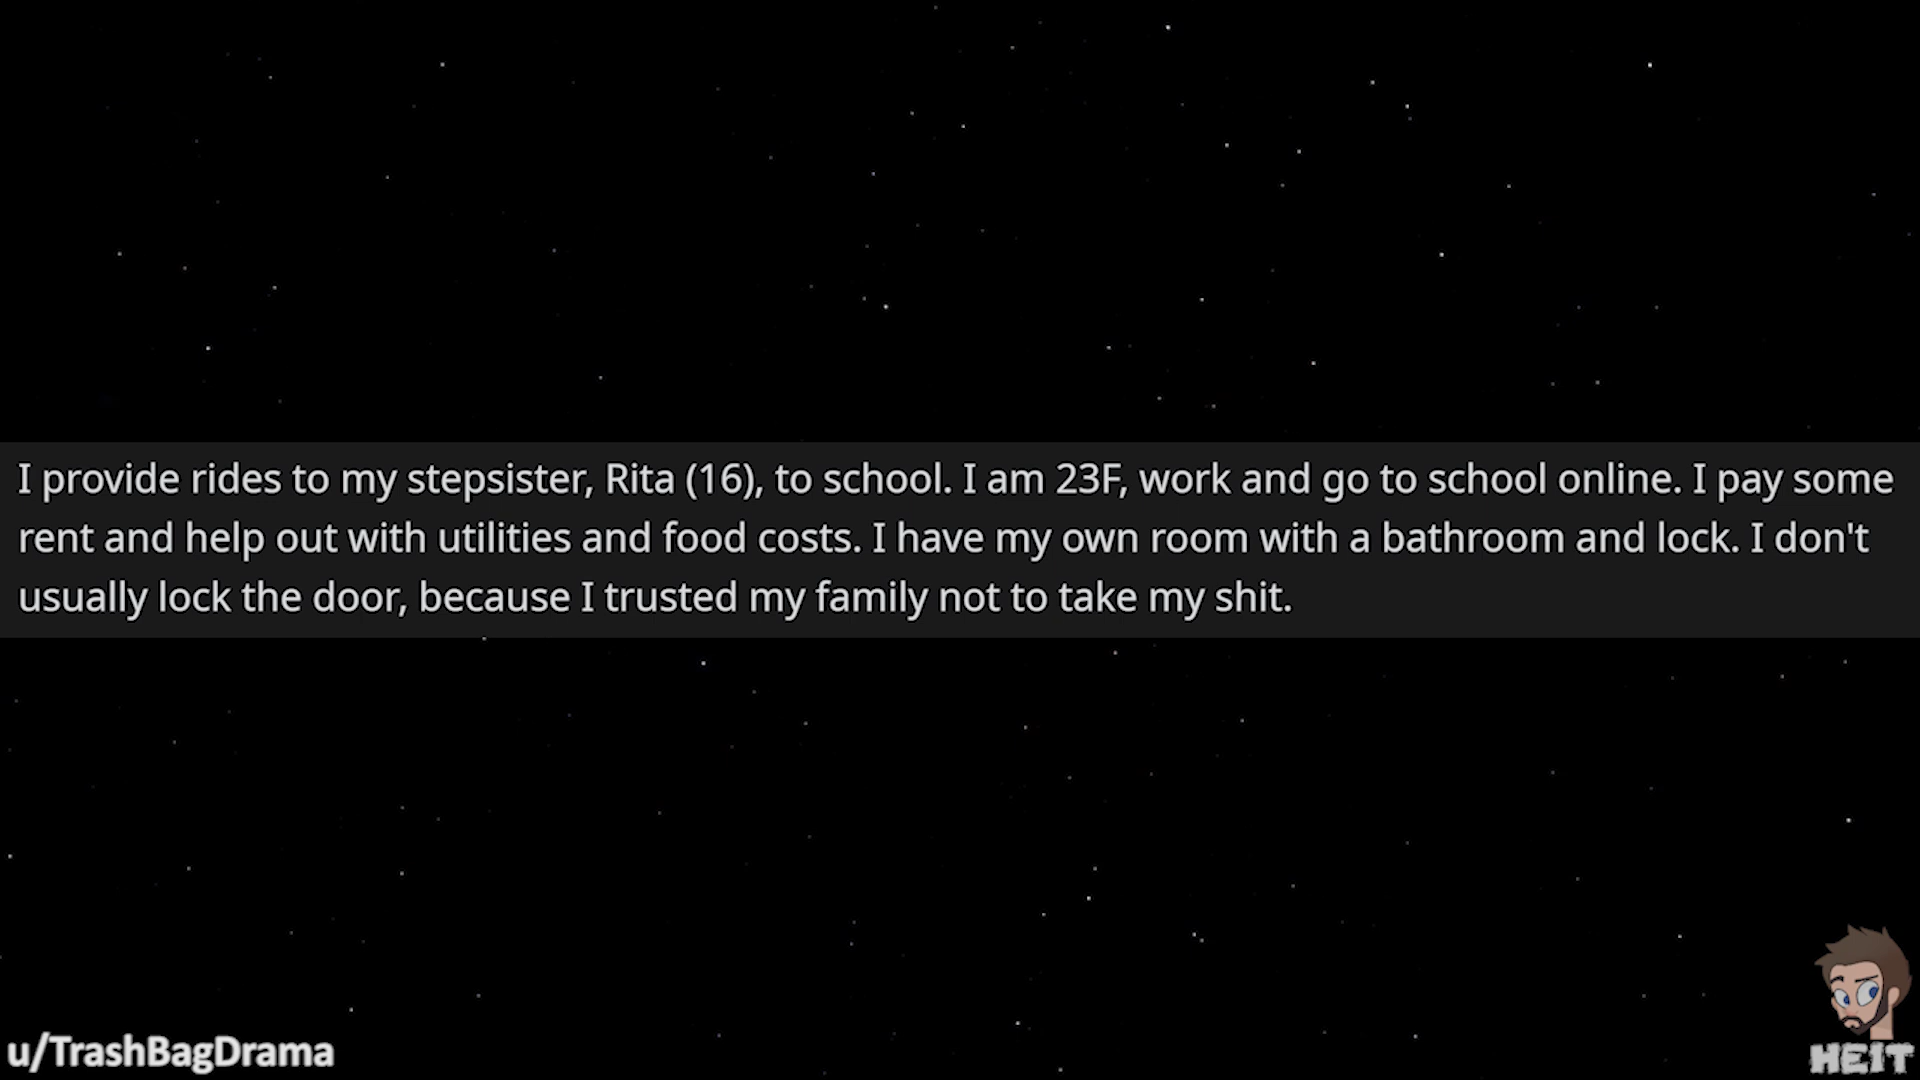 I provide rides to my stepsister, Rita (16), to school. I am 23F, work and go to school online. I pay some
rent and help out with utilities and food costs. I have my own room with a bathroom and lock. I don't
usually lock the door, because I trusted my family not to take my shit.
u/TrashBagDrama
HEIT